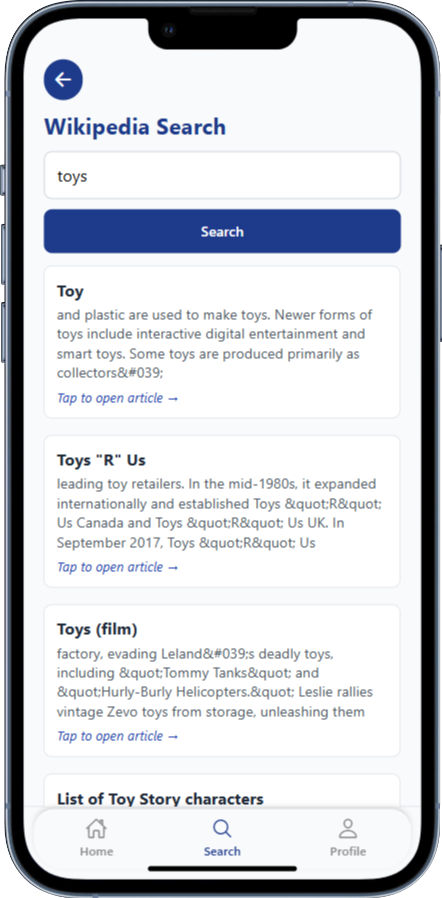 Wikipedia Search
toys
Search
Toy
and plastic are used to make toys. Newer forms of
toys include interactive digital entertainment and
smart toys. Some toys are produced primarily as
collectors&#039;
Tap to open article →
Toys "R" Us
leading toy retailers. In the mid-1980s, it expanded
internationally and established Toys &quot;R&quot;
Us Canada and Toys &quot;R&quot; Us UK. In
September 2017, Toys &quot;R&quot; Us
Tap to open article →
Toys (film)
factory, evading Leland&#039;s deadly toys,
including &quot;Tommy Tanks&quot; and
&quot;Hurly-Burly Helicopters.&quot; Leslie rallies
vintage Zevo toys from storage, unleashing them
Tap to open article →
List of Toy Story characters
Home
Search
Profile